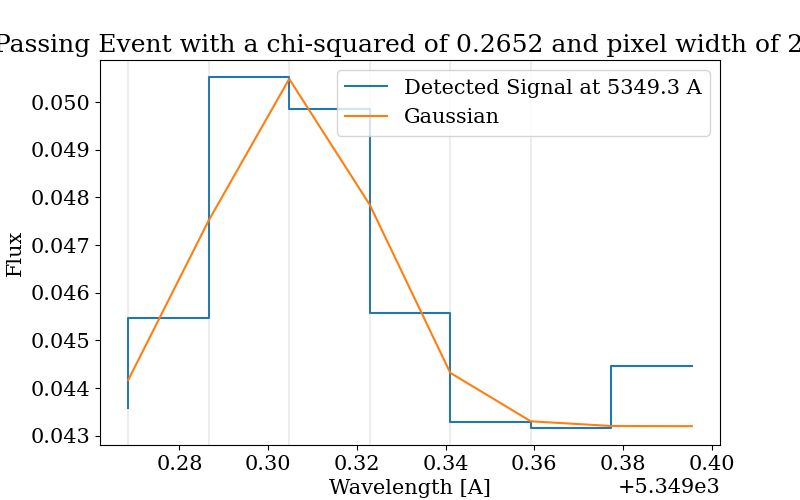 Passing Event with a chi-squared of 0.2652 and pixel width of 2
Detected Signal at 5349.3 A
Gaussian
Flux
0.050
0.049
0.048
0.047
0.046
0.045
0.044
0.043
0.28 0.30 0.32 0.34 0.36 0.38 0.40
Wavelength [A]
+5.349e3